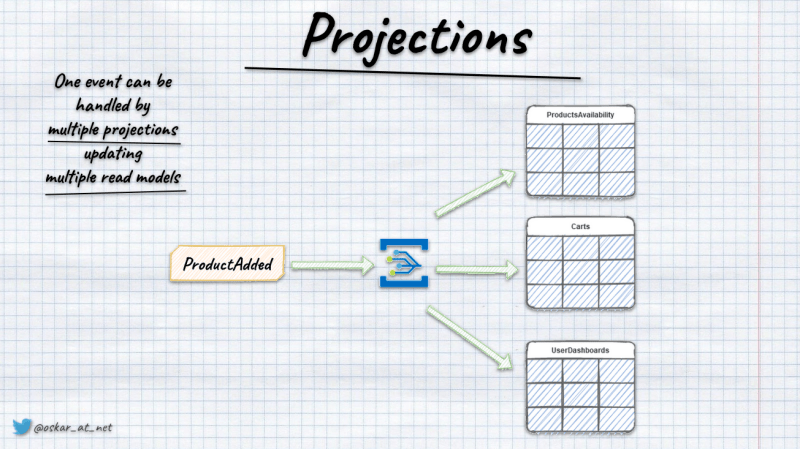 Projections
One event can be
handled by
multiple projections
updating
multiple read models
ProductsAvailability
Carts
ProductAdded
UserDashboards
@oskar_at_net